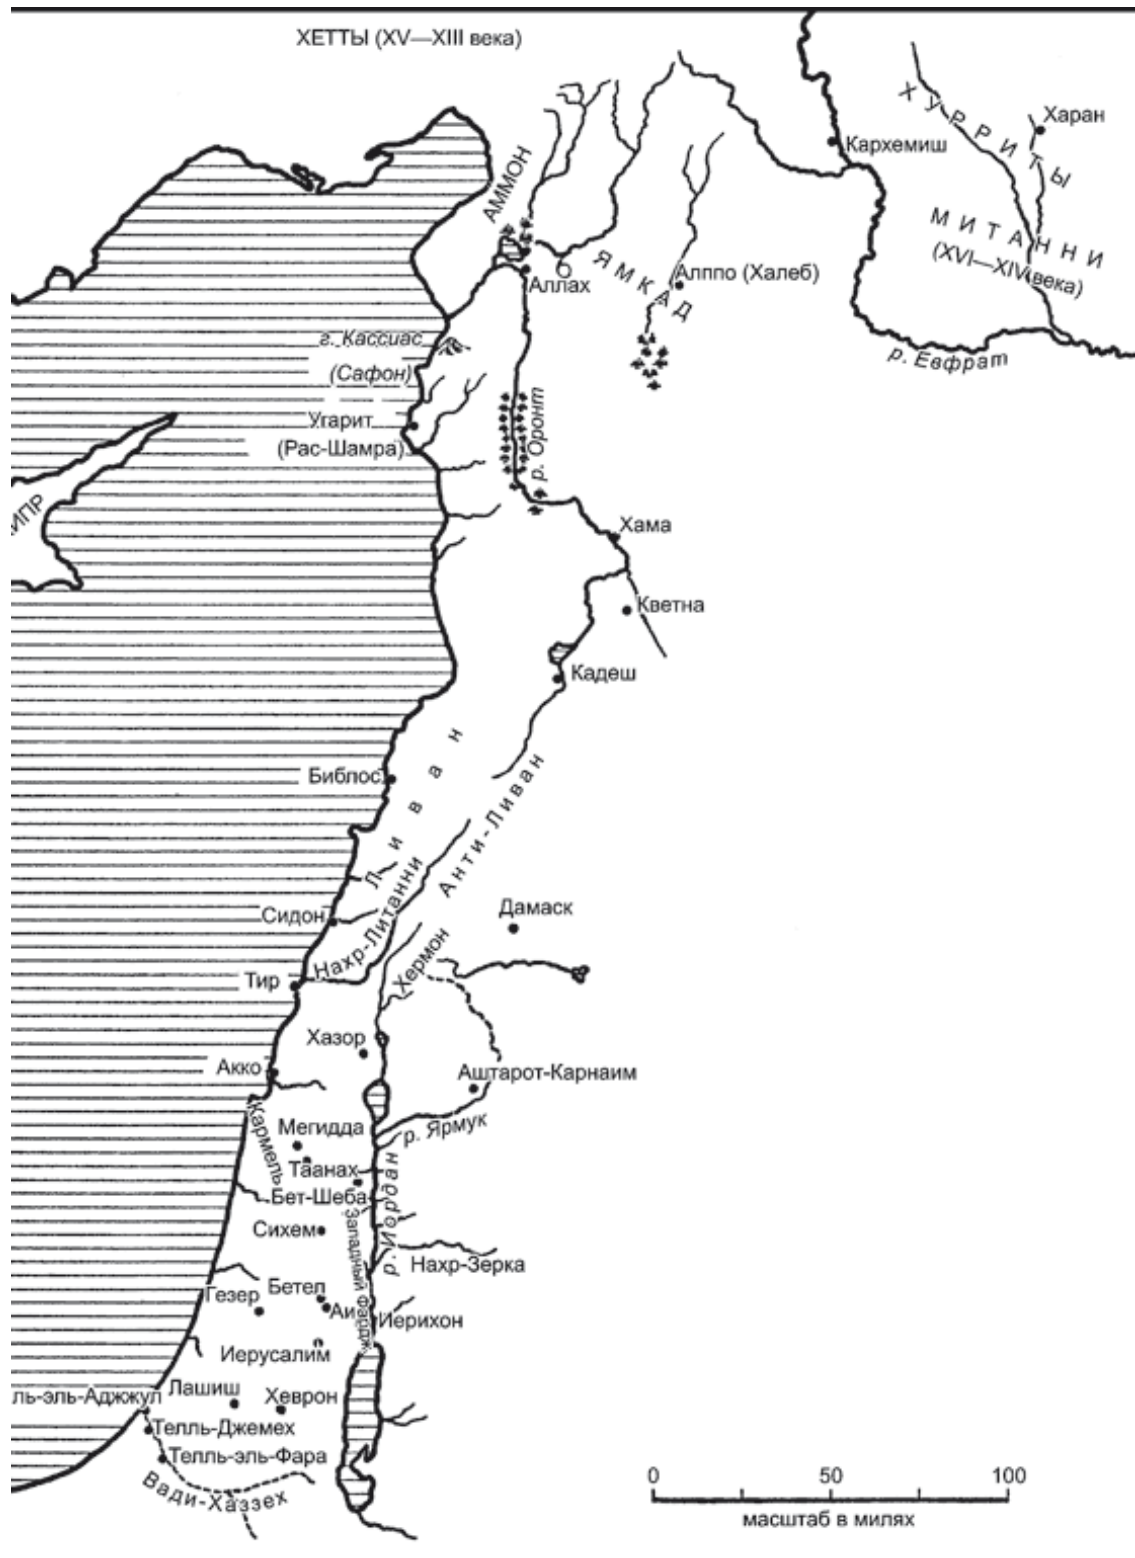 ХЕТТЫ (XV—XIII века)
ХУРРИТЫ
Харан
Кархемиш
АММОН
МИТАННИ
(XVI—XIV века)
ЯМКАД
Алппо (Халеб)
Аллах
г. Кассиас
(Сафон)
р. Евфрат
Угарит
(Рас-Шамра)
р. Оронт
ИПР
Хама
Кветна
Кадеш
Библос
Ливан
Анти-Ливан
Сидон
Нахр-Литанни
Дамаск
Тир
Хермон
Хазор
Акко
Аштарот-Карнаим
Кармель
Мегидда
р. Ярмук
Таанах
Бет-Шеба
р. Иордан
Сихем
Западный Фардж
Нахр-Зерка
Бетел
Гезер
Аи
Иерихон
Иерусалим
ль-эль-Аджжул
Лашиш
Хеврон
Телль-Джемех
Телль-эль-Фара
Вади-Хаззех
0 50 100
масштаб в милях